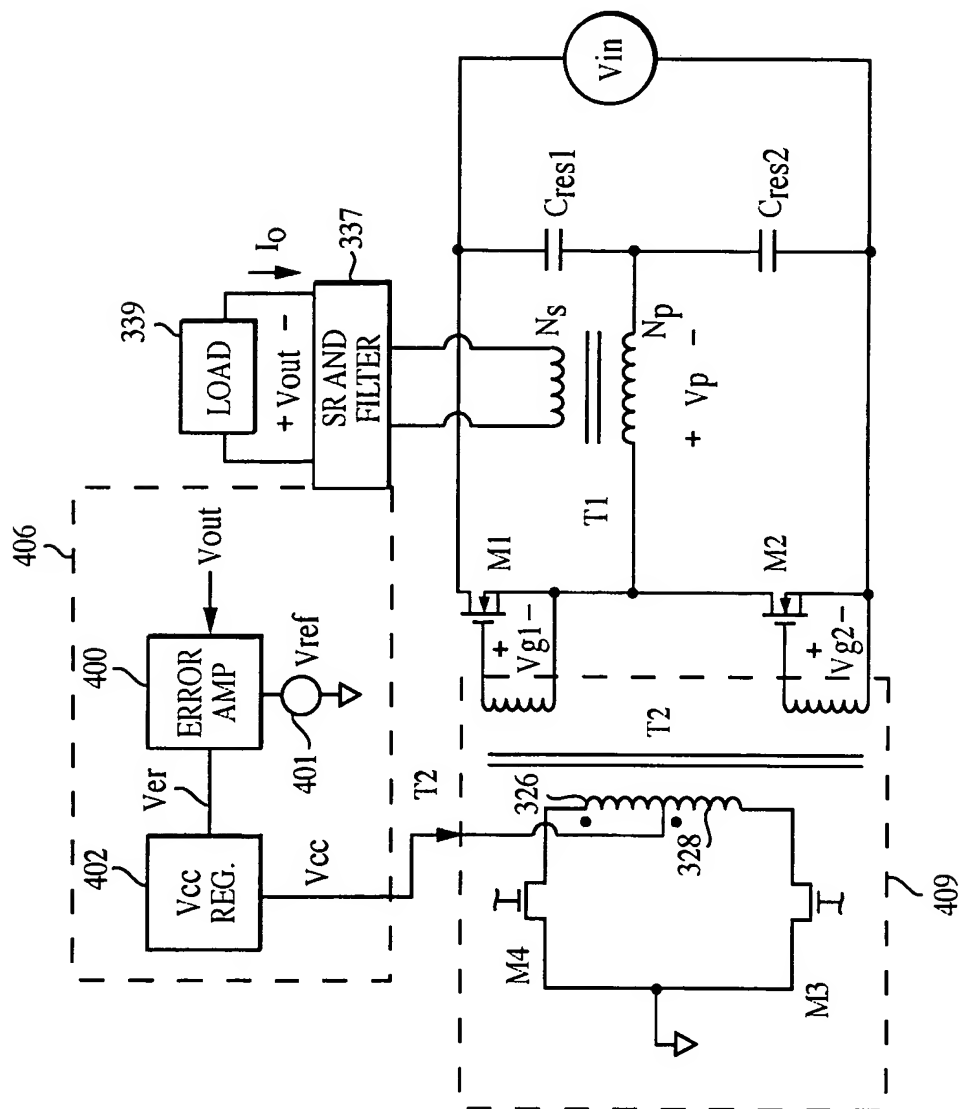 406
402
Vcc
REG.
Ver
400
ERROR
AMP
Vout
401
Vref
Vcc
T2
339
LOAD
+ Vout -
Io
337
SR AND
FILTER
Ns
T1
Np
+ Vp -
Cres1
Cres2
Vin
M1
+
Vg1-
M2
+
Vg2-
T2
326
328
M4
M3
409